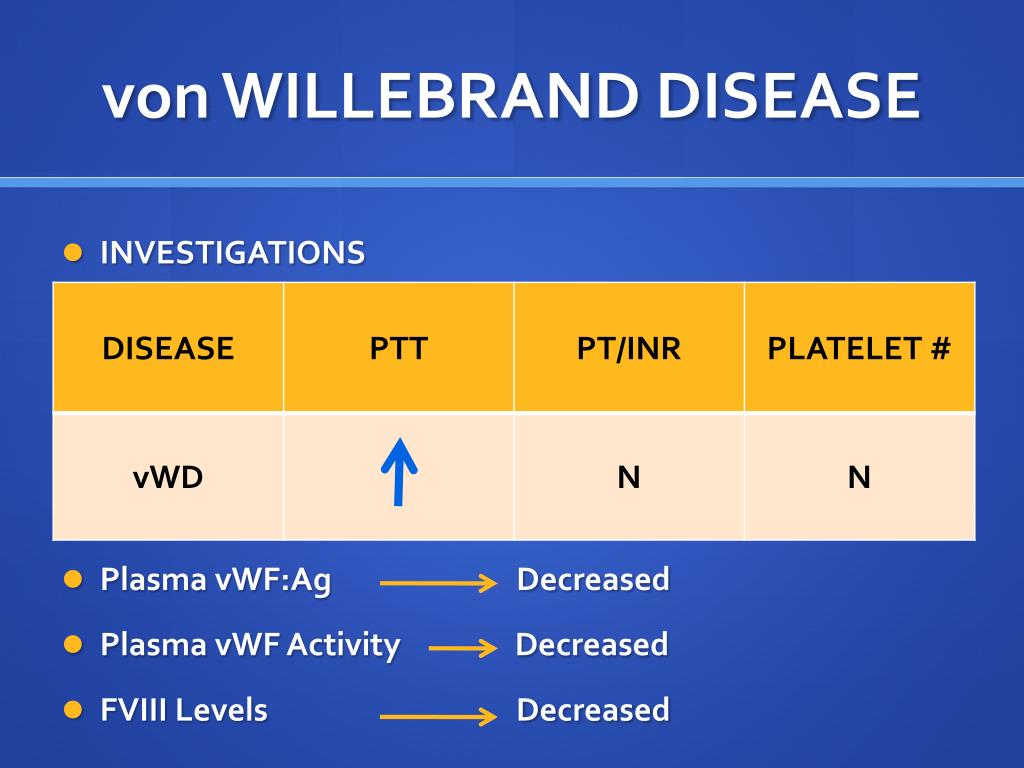 von WILLEBRAND DISEASE
INVESTIGATIONS
DISEASE PTT PT/INR PLATELET #
vWD N N
Plasma vWF:Ag Decreased
Plasma vWF Activity Decreased
FVIII Levels Decreased